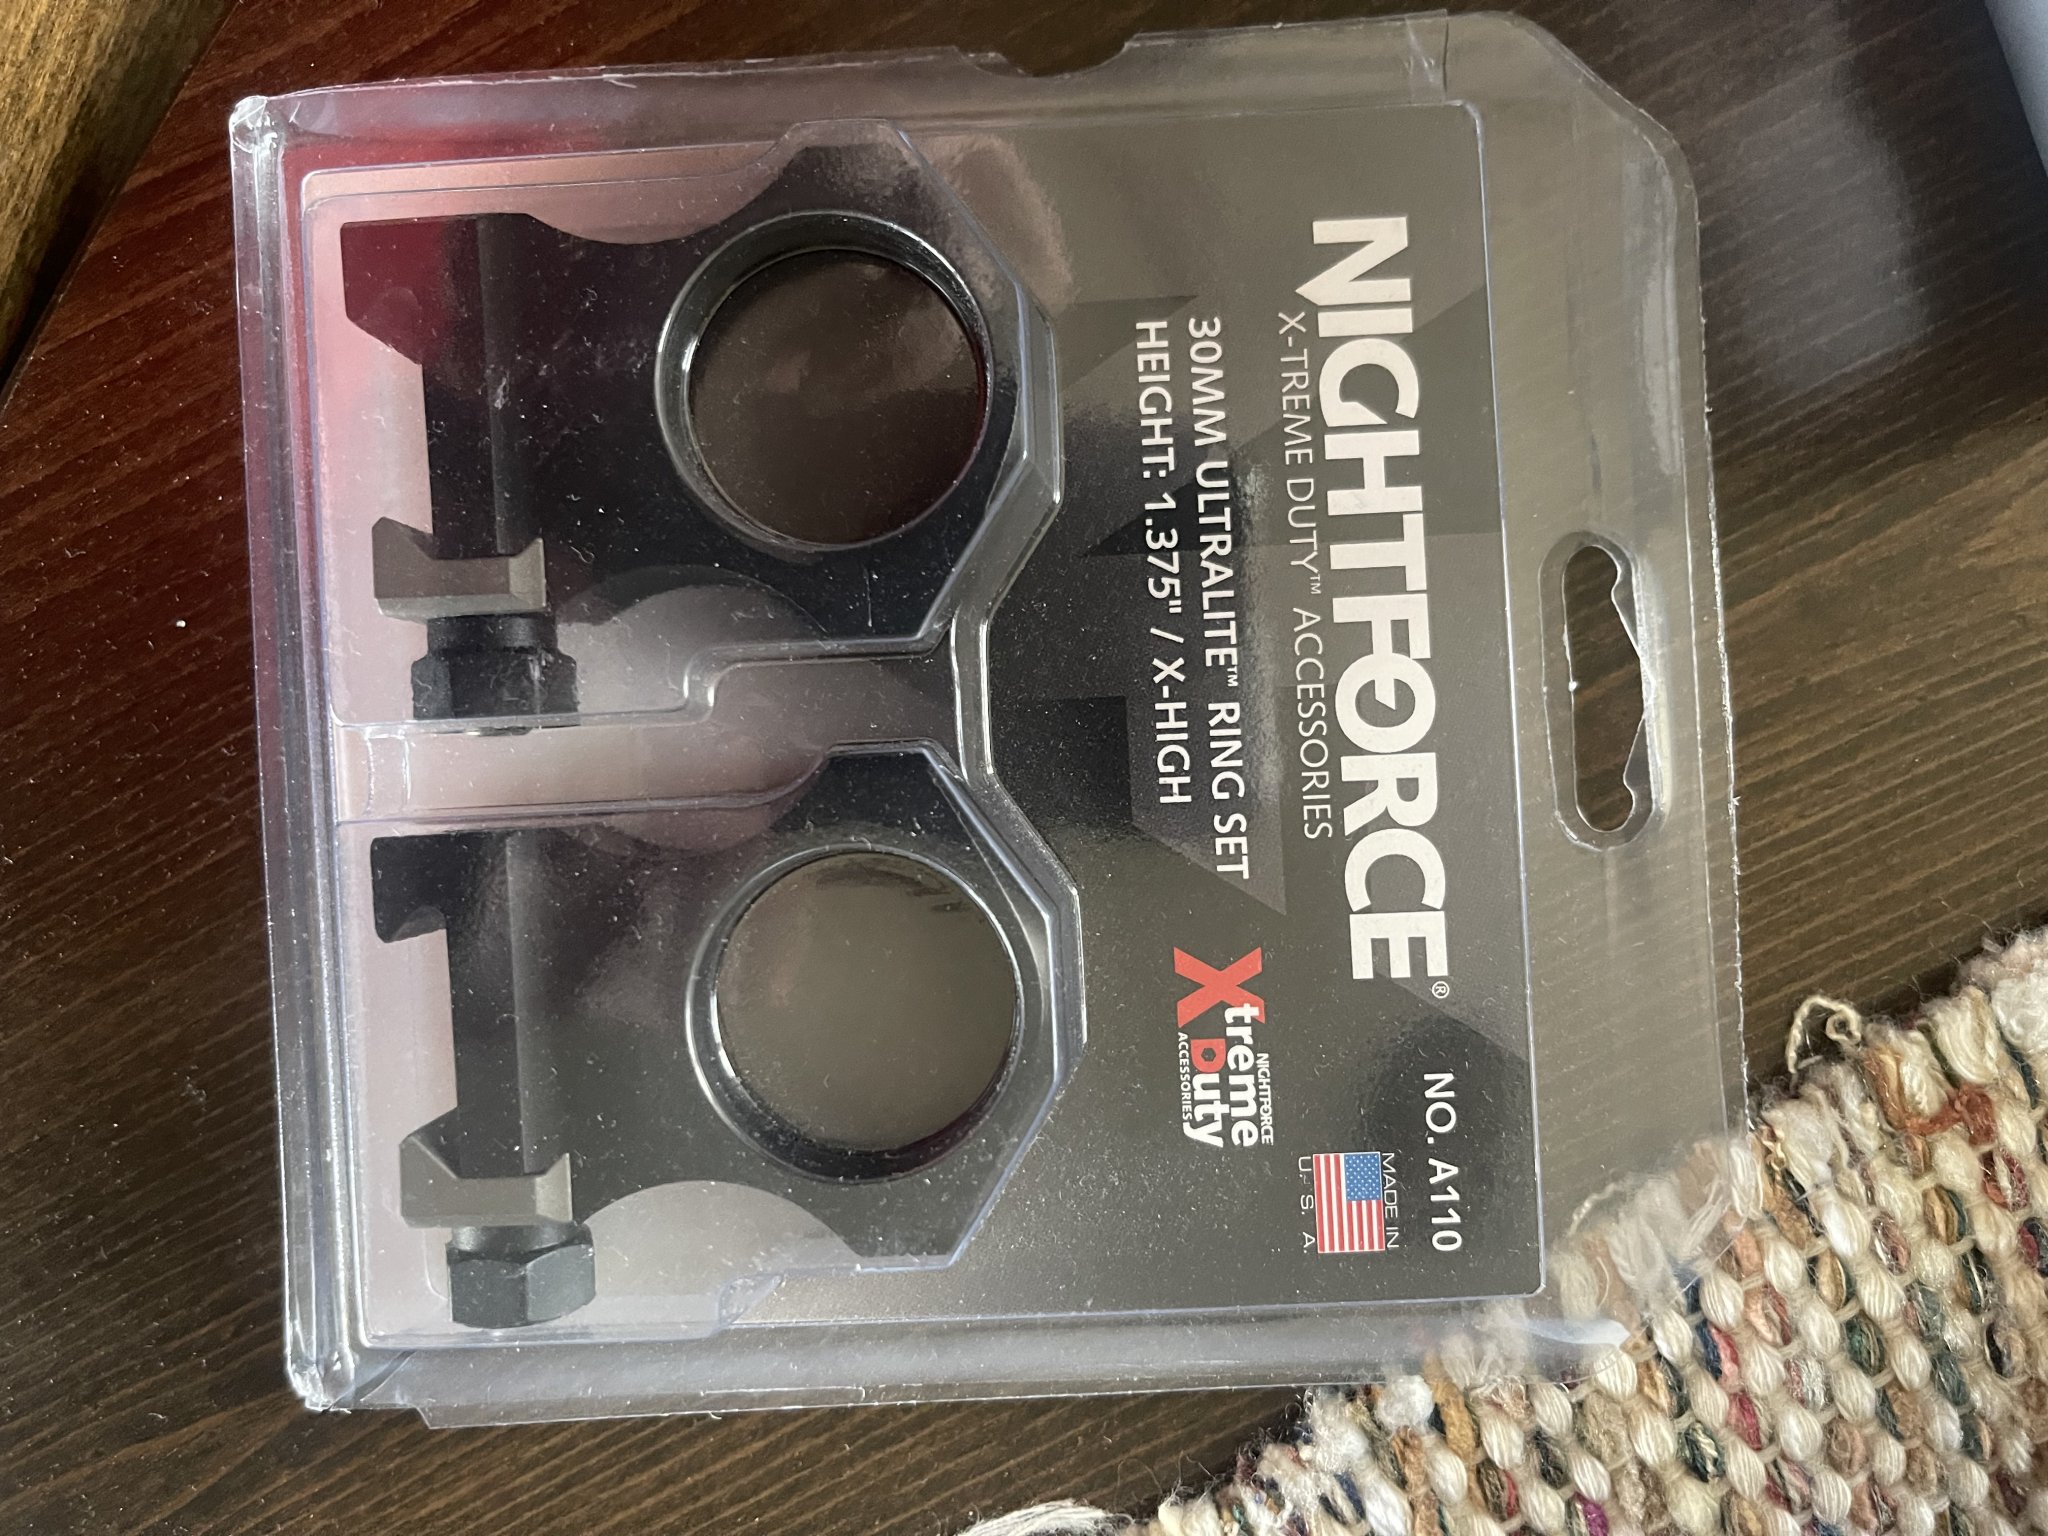 NIGHTFORCE®
X-TREME DUTY™ ACCESSORIES
30MM ULTRALITE™ RING SET
HEIGHT: 1.375" / X-HIGH
NO. A110
MADE IN
U. S. A.
NIGHTFORCE
Xtreme
Duty
ACCESSORIES